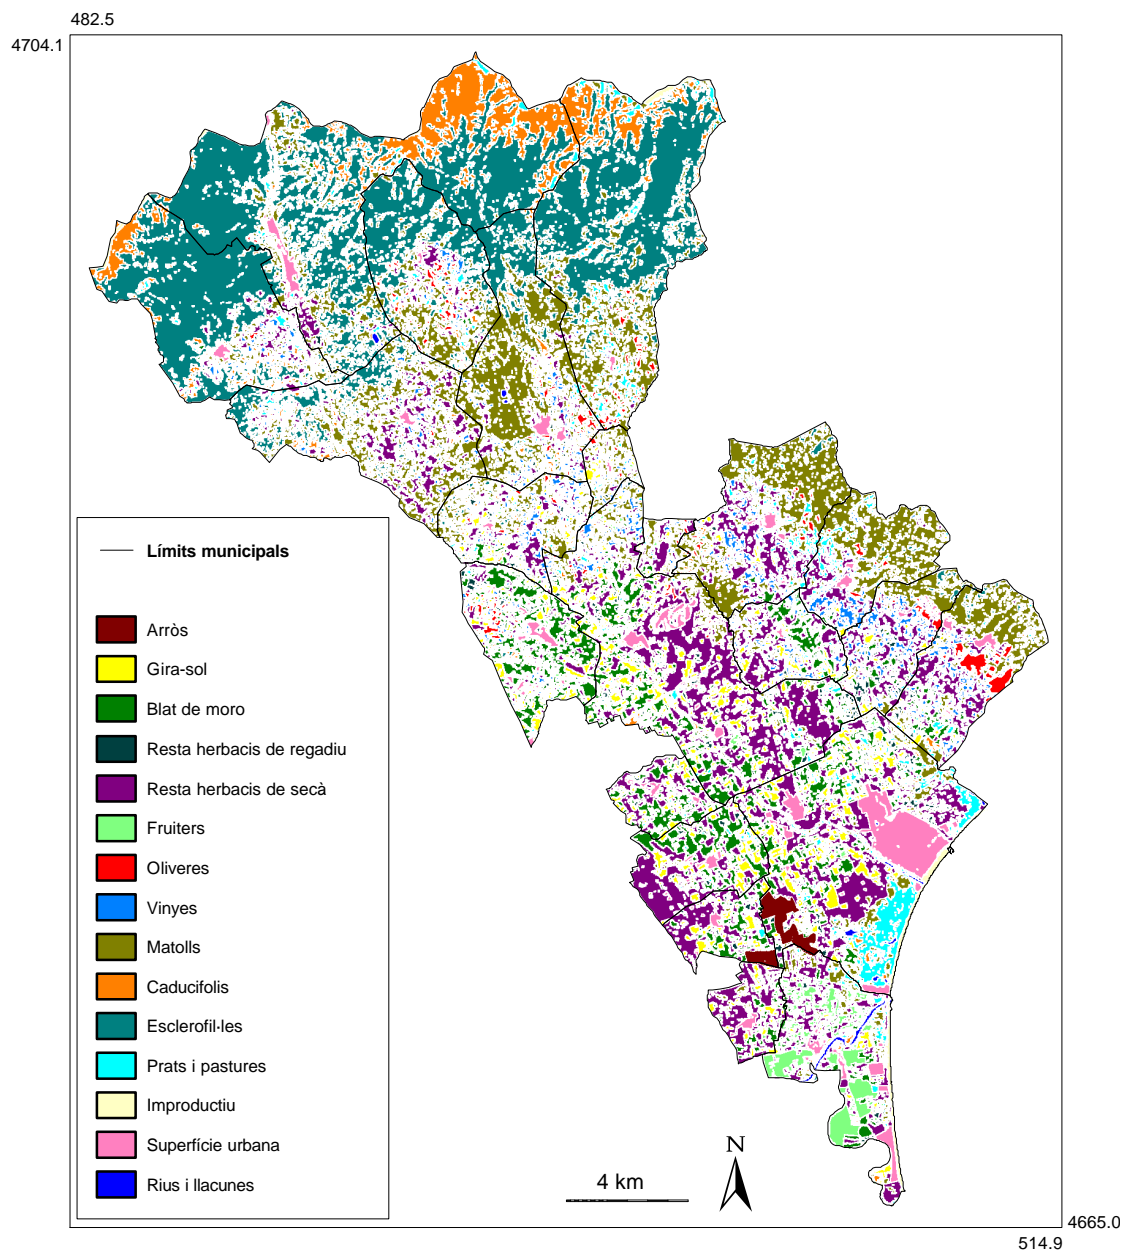 482.5
4704.1
Límits municipals
Arròs
Gira-sol
Blat de moro
Resta herbacis de regadiu
Resta herbacis de secà
Fruiters
Oliveres
Vinyes
Matolls
Caducifolis
Esclerofil·les
Prats i pastures
Improductiu
Superfície urbana
Rius i llacunes
4 km
N
4665.0
514.9